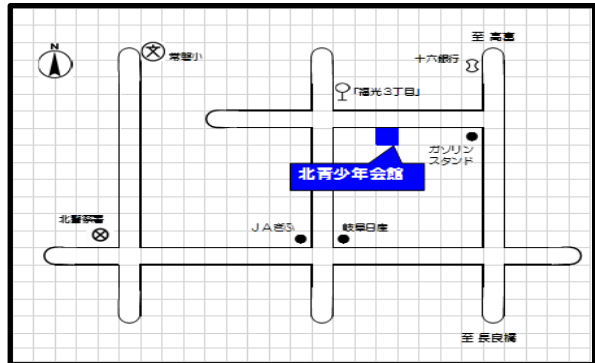 至 高富
N
常磐小
十六銀行
「福光3丁目」
ガソリン
スタンド
北青少年会館
北警察署
JAぎふ
岐阜日産
至 長良橋